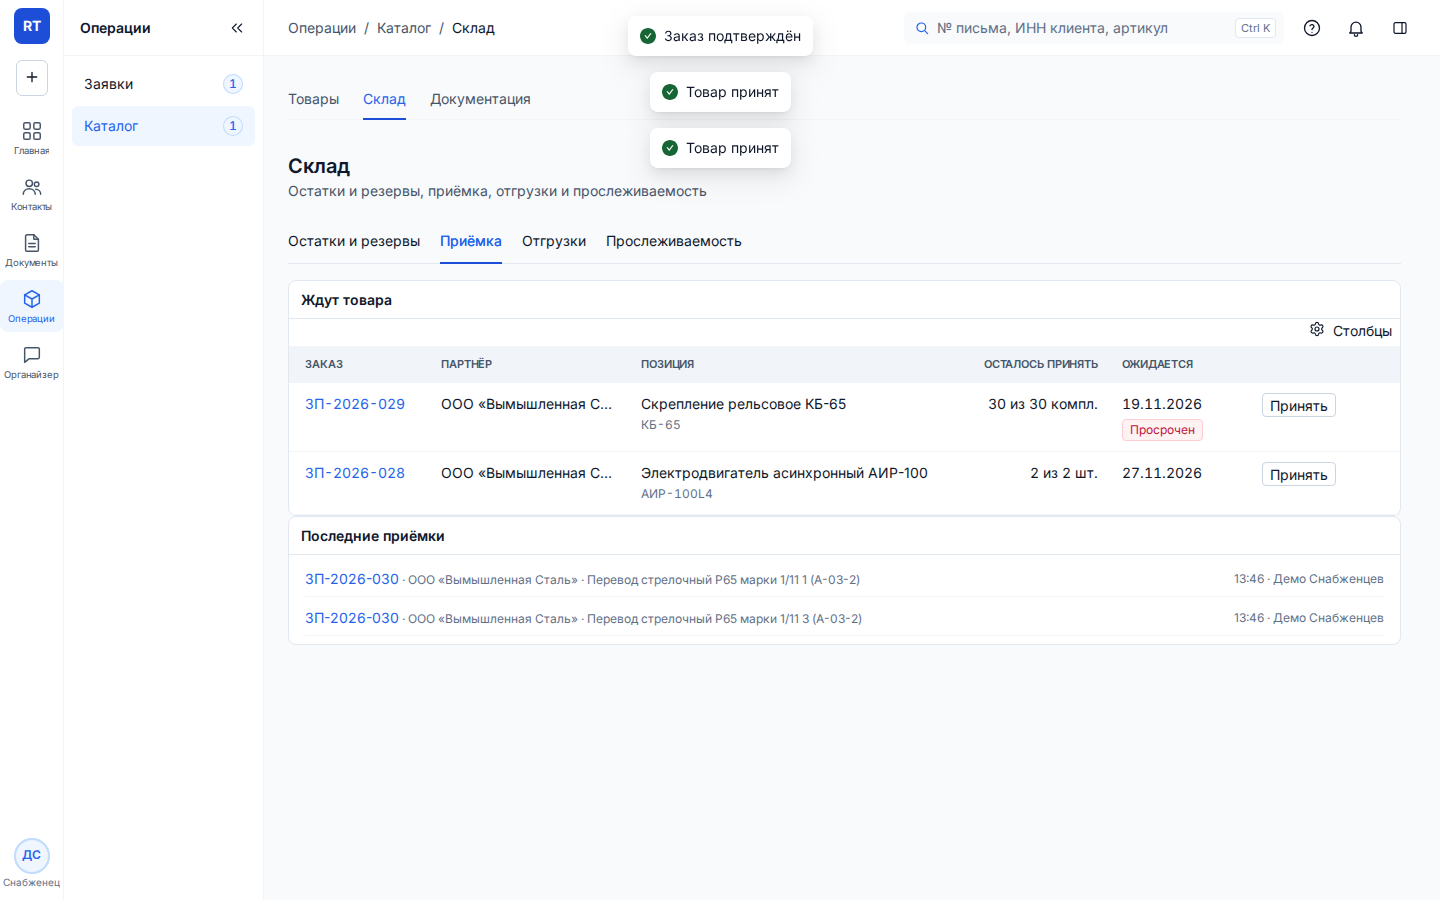 RT
Операции
Операции / Каталог / Склад
Заказ подтверждён
№ письма, ИНН клиента, артикул
Ctrl K
Заявки
1
Каталог
1
Главная
Контакты
Документы
Операции
Органайзер
ДС
Снабженец
Товары
Склад
Документация
Товар принят
Товар принят
Склад
Остатки и резервы, приёмка, отгрузки и прослеживаемость
Остатки и резервы
Приёмка
Отгрузки
Прослеживаемость
Ждут товара
Столбцы
ЗАКАЗ ПАРТНЁР ПОЗИЦИЯ ОСТАЛОСЬ ПРИНЯТЬ ОЖИДАЕТСЯ
ЗП-2026-029 ООО «Вымышленная С... Скрепление рельсовое КБ-65 30 из 30 компл. 19.11.2026 Принять
КБ-65 Просрочен
ЗП-2026-028 ООО «Вымышленная С... Электродвигатель асинхронный АИР-100 2 из 2 шт. 27.11.2026 Принять
АИР-100L4
Последние приёмки
ЗП-2026-030 · ООО «Вымышленная Сталь» · Перевод стрелочный Р65 марки 1/11 1 (А-03-2) 13:46 · Демо Снабженцев
ЗП-2026-030 · ООО «Вымышленная Сталь» · Перевод стрелочный Р65 марки 1/11 3 (А-03-2) 13:46 · Демо Снабженцев